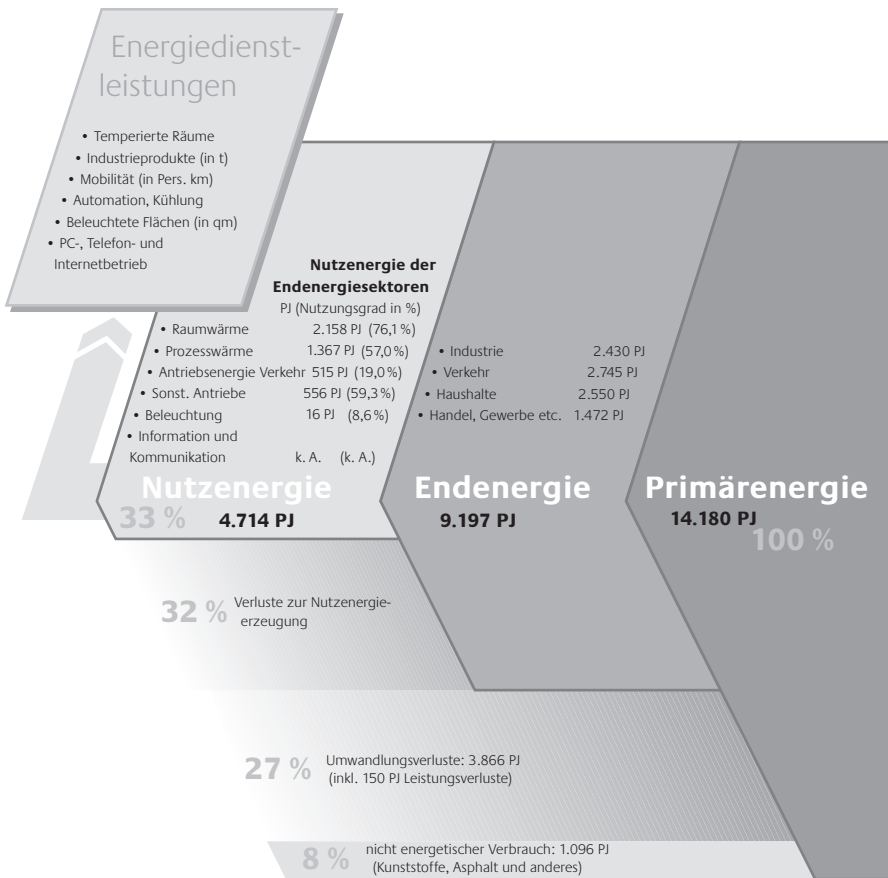 Energiedienst-
leistungen
• Temperierte Räume
• Industrieprodukte (in t)
• Mobilität (in Pers. km)
• Automation, Kühlung
• Beleuchtete Flächen (in qm)
• PC-, Telefon- und
Internetbetrieb
Nutzenergie der
Endenergiesektoren
PJ (Nutzungsgrad in %)
• Raumwärme 2.158 PJ (76,1 %)
• Prozesswärme 1.367 PJ (57,0 %)
• Antriebsenergie Verkehr 515 PJ (19,0 %)
• Sonst. Antriebe 556 PJ (59,3 %)
• Beleuchtung 16 PJ (8,6 %)
• Information und
Kommunikation k. A. (k. A.)
Nutzenergie
33 % 4.714 PJ
• Industrie 2.430 PJ
• Verkehr 2.745 PJ
• Haushalte 2.550 PJ
• Handel, Gewerbe etc. 1.472 PJ
Endenergie
9.197 PJ
Primärenergie
14.180 PJ
100 %
32 % Verluste zur Nutzenergie-
erzeugung
27 % Umwandlungsverluste: 3.866 PJ
(inkl. 150 PJ Leistungsverluste)
8 % nicht energetischer Verbrauch: 1.096 PJ
(Kunststoffe, Asphalt und anderes)